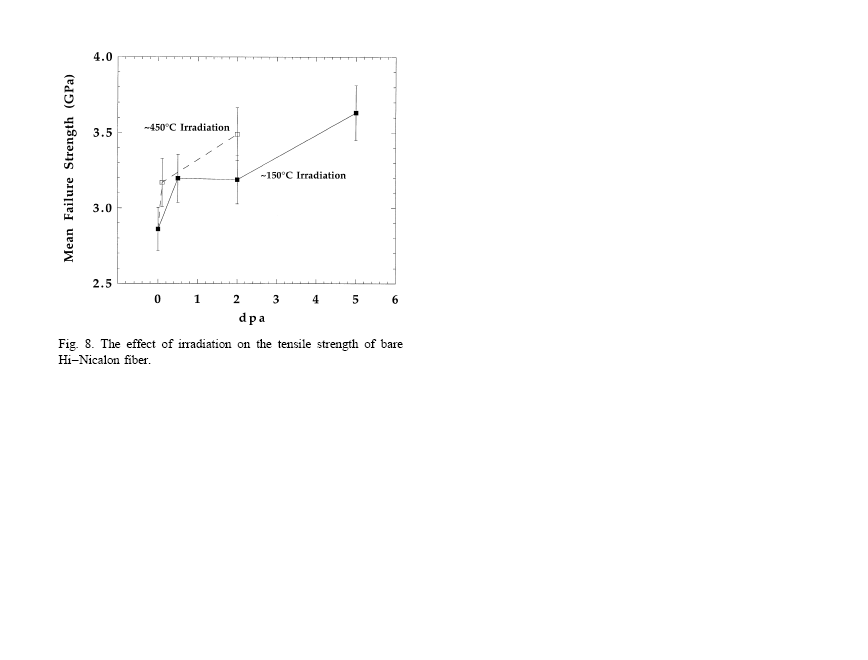 4.0
3.5
3.0
2.5
Mean Failure Strength (GPa)
~450°C Irradiation
~150°C Irradiation
0 1 2 3 4 5 6
dpa
Fig. 8. The effect of irradiation on the tensile strength of bare
Hi–Nicalon fiber.